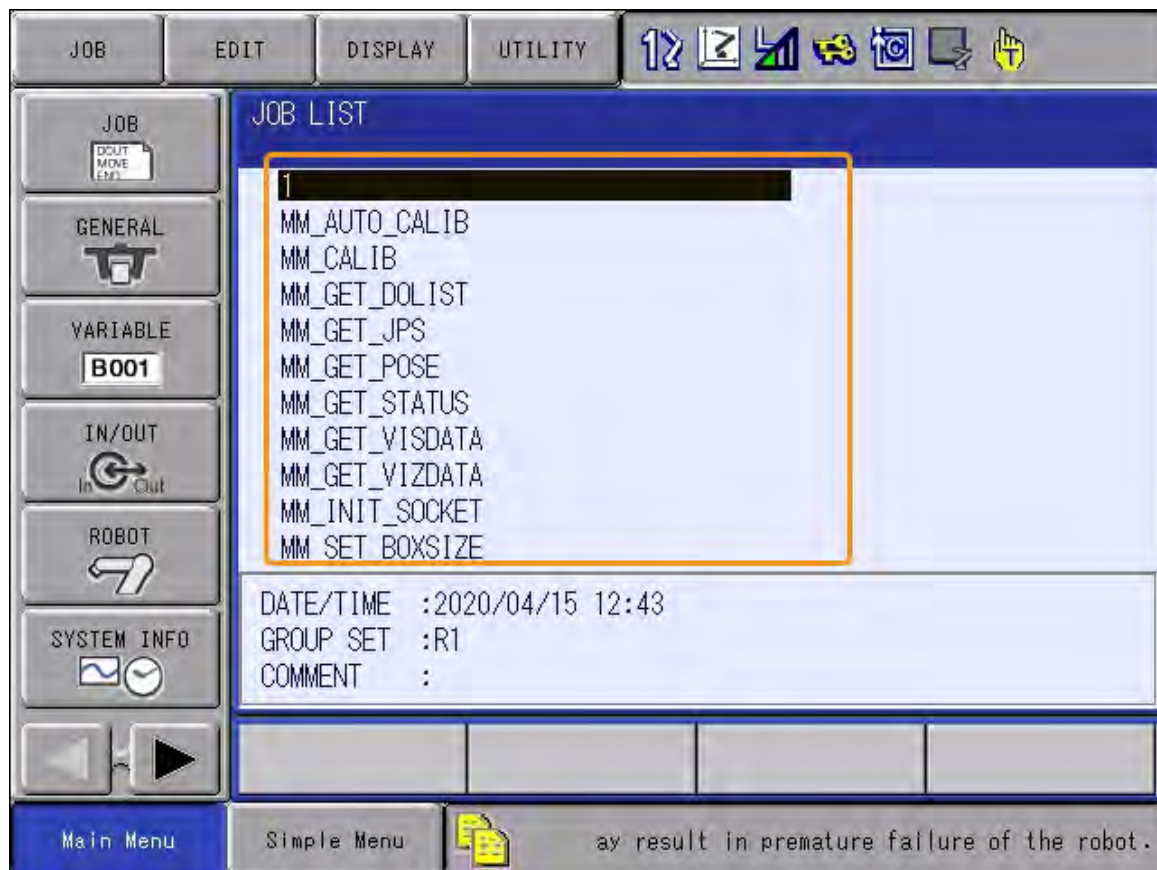 JOB EDIT DISPLAY UTILITY
JOB
DOUT
MOVE
END
GENERAL
VARIABLE
B001
IN/OUT
In Out
ROBOT
SYSTEM INFO
JOB LIST
1
MM_AUTO_CALIB
MM_CALIB
MM_GET_DOLIST
MM_GET_JPS
MM_GET_POSE
MM_GET_STATUS
MM_GET_VISDATA
MM_GET_VIZDATA
MM_INIT_SOCKET
MM_SET_BOXSIZE
DATE/TIME :2020/04/15 12:43
GROUP SET :R1
COMMENT :
Main Menu Simple Menu ay result in premature failure of the robot.